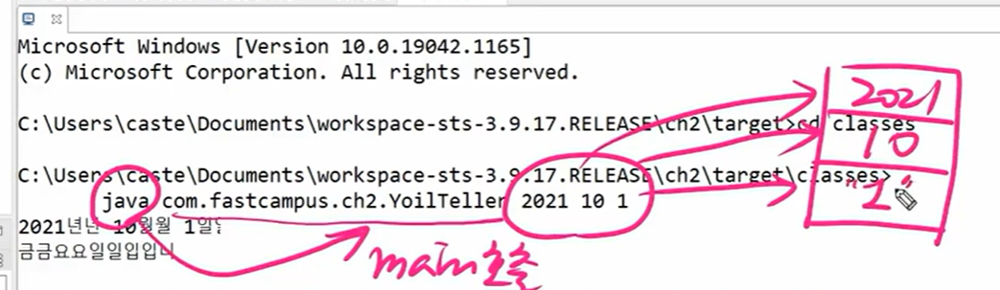 Microsoft Windows [Version 10.0.19042.1165]
(c) Microsoft Corporation. All rights reserved.
C:\Users\caste\Documents\workspace-sts-3.9.17.RELEASE\ch2\target>cd classes
C:\Users\caste\Documents\workspace-sts-3.9.17.RELEASE\ch2\target\classes>
java com.fastcampus.ch2.YoilTeller 2021 10 1
2021년년 10월월 1일일
금금요요일일입입니
2021
10
"1"
main호출